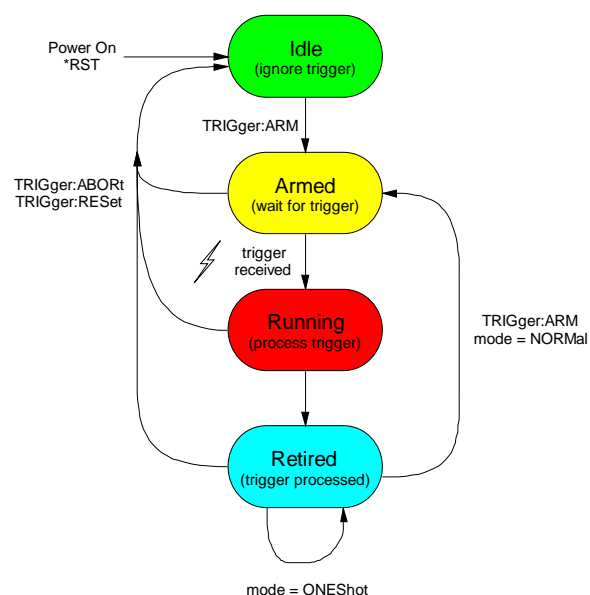 Power On
*RST
Idle
(ignore trigger)
TRIGger:ARM
TRIGger:ABORt
TRIGger:RESet
Armed
(wait for trigger)
trigger
received
Running
(process trigger)
TRIGger:ARM
mode = NORMal
Retired
(trigger processed)
mode = ONEShot